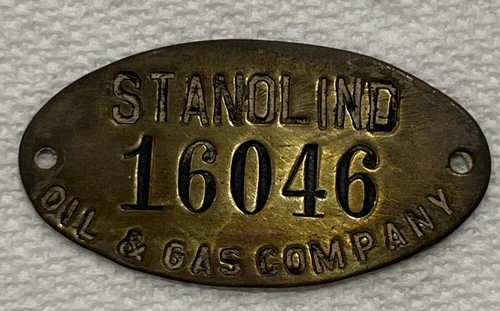 STANOLIND
16046
OIL & GAS COMPANY